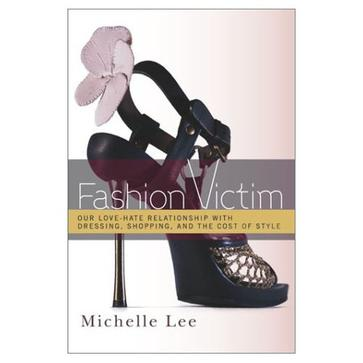 Fashion Victim
OUR LOVE-HATE RELATIONSHIP WITH
DRESSING, SHOPPING, AND THE COST OF STYLE
Michelle Lee